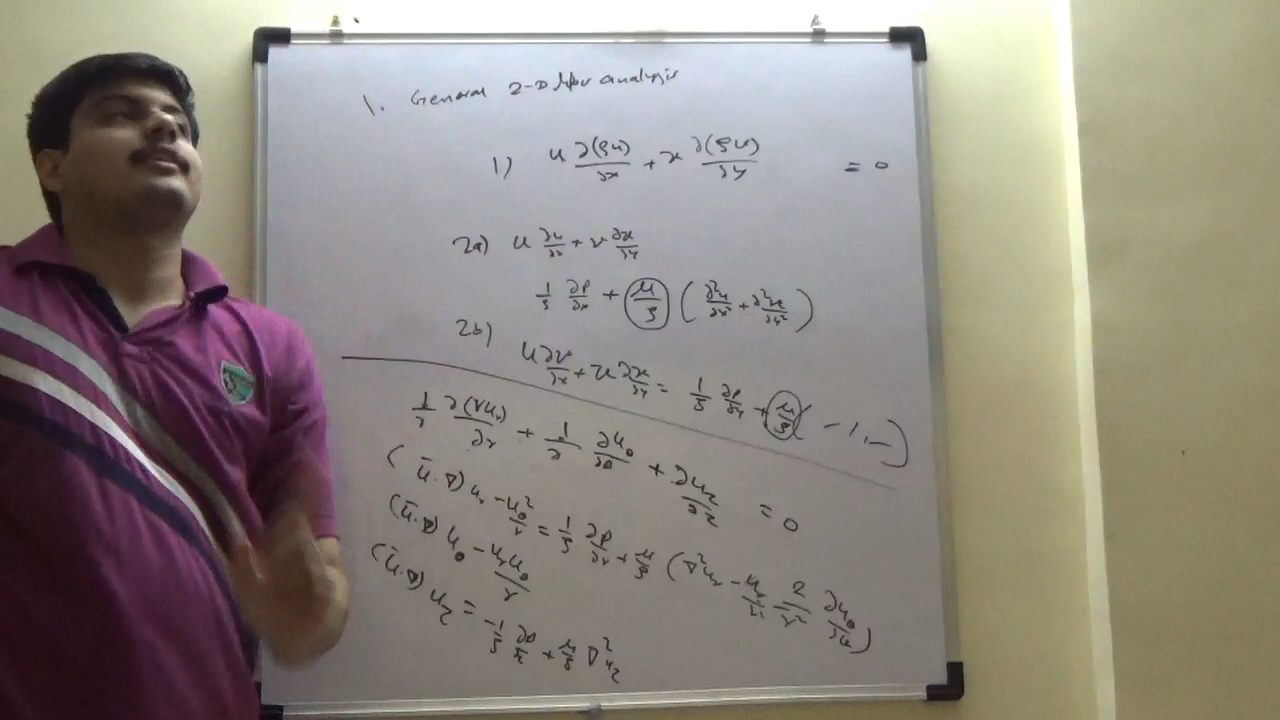 1. General 2-D flow analysis
1) u ∂(ρu)/∂x + v ∂(ρv)/∂y = 0
2a) u ∂u/∂x + v ∂u/∂y
1/ρ ∂p/∂x + μ/ρ (∂²u/∂x² + ∂²u/∂y²)
2b)
u ∂v/∂x + v ∂v/∂y = 1/ρ ∂p/∂y + μ/ρ ( - 1, - )
1/r ∂(r u_r)/∂r + 1/r ∂u_θ/∂θ + ∂u_z/∂z = 0
(ū.∇) u_r - u_θ²/r = 1/ρ ∂p/∂r + μ/ρ (∇²u_r - u_r/r² - 2/r² ∂u_θ/∂θ)
(ū.∇) u_θ - u_r u_θ/r
(ū.∇) u_z = -1/ρ ∂p/∂z + μ/ρ ∇²u_z